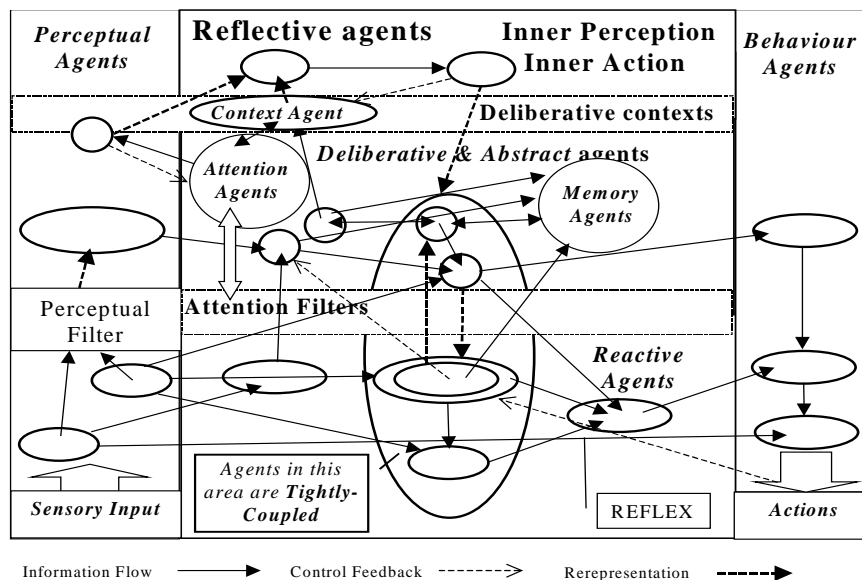 Perceptual
Agents
Reflective agents
Inner Perception
Inner Action
Behaviour
Agents
Context Agent
Deliberative contexts
Deliberative & Abstract agents
Attention
Agents
Memory
Agents
Attention Filters
Perceptual
Filter
Reactive
Agents
Agents in this
area are Tightly-
Coupled
Sensory Input
REFLEX
Actions
Information Flow
Control Feedback
Rerepresentation